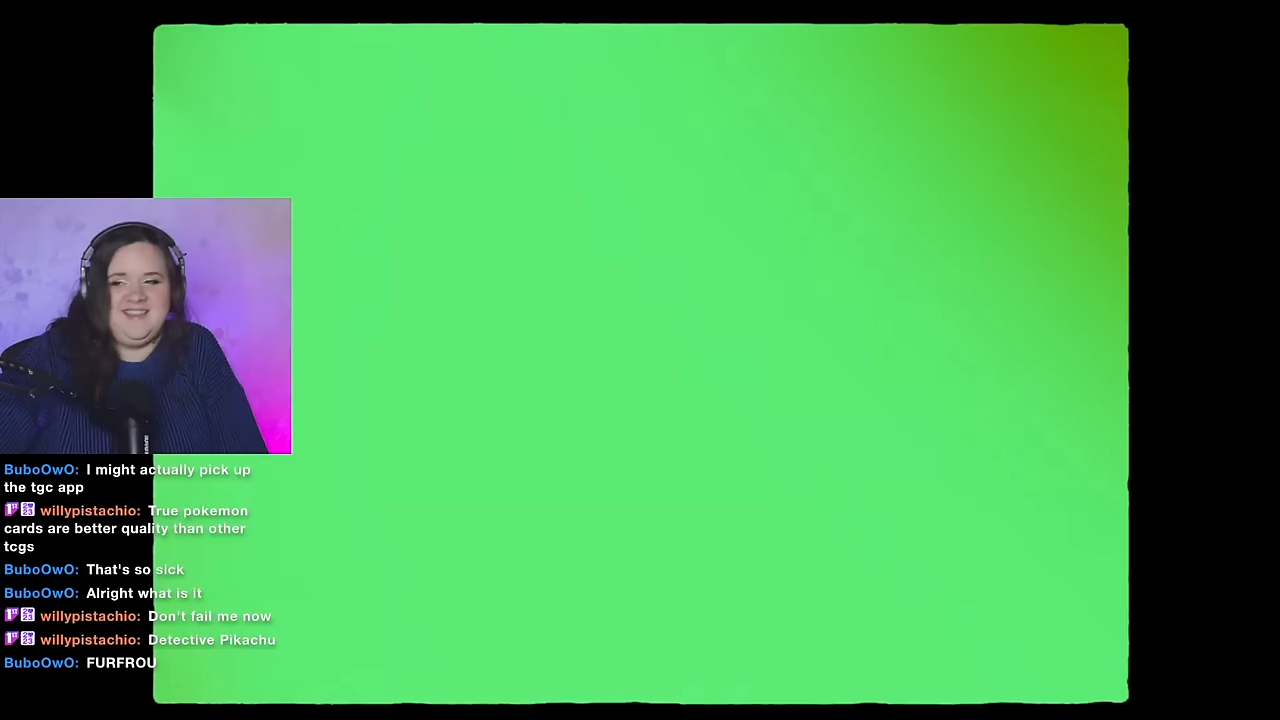 BuboOwO: I might actually pick up
the tgc app
willypistachio: True pokemon
cards are better quality than other
tcgs
BuboOwO: That's so sick
BuboOwO: Alright what is it
willypistachio: Don't fail me now
willypistachio: Detective Pikachu
BuboOwO: FURFROU